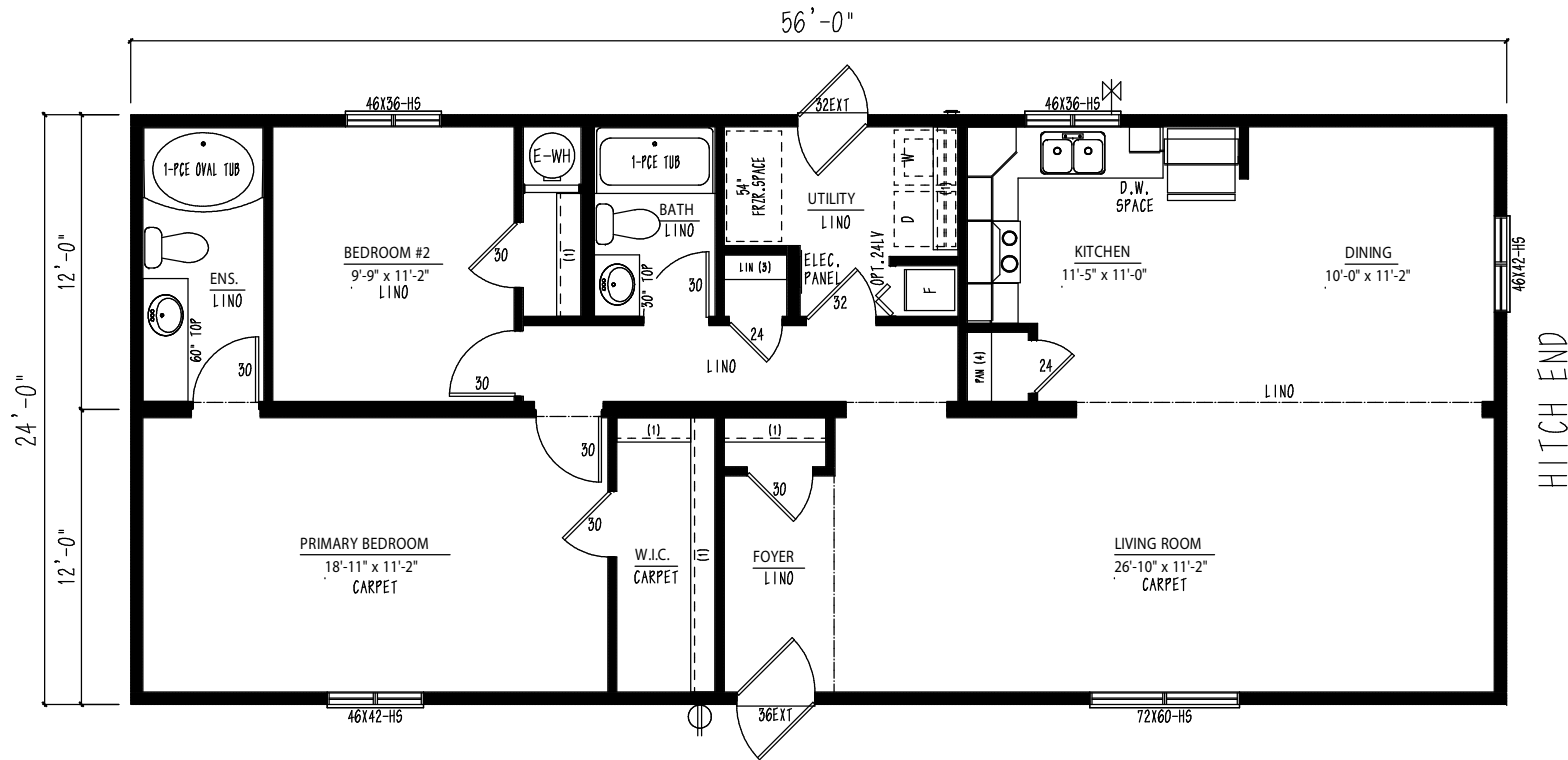 56'-0"
46X36-HS
32EXT
46X36-HS
1-PCE OVAL TUB
E-WH
1-PCE TUB
54"
FRZR.SPACE
W
(1)
D.W.
SPACE
BATH
LINO
UTILITY
LINO
D
12'-0"
BEDROOM #2
9'-9" x 11'-2"
LINO
30
(1)
KITCHEN
11'-5" x 11'-0"
DINING
10'-0" x 11'-2"
46X42-HS
ENS.
LINO
ELEC.
PANEL
OPT.24LV
LIN (3)
30" TOP
30
32
F
60" TOP
24
30
30
LINO
PAN (4)
24
LINO
HITCH END
24'-0"
30
(1)
(1)
30
30
12'-0"
PRIMARY BEDROOM
18'-11" x 11'-2"
CARPET
W.I.C.
CARPET
(1)
FOYER
LINO
LIVING ROOM
26'-10" x 11'-2"
CARPET
46X42-HS
36EXT
72X60-HS